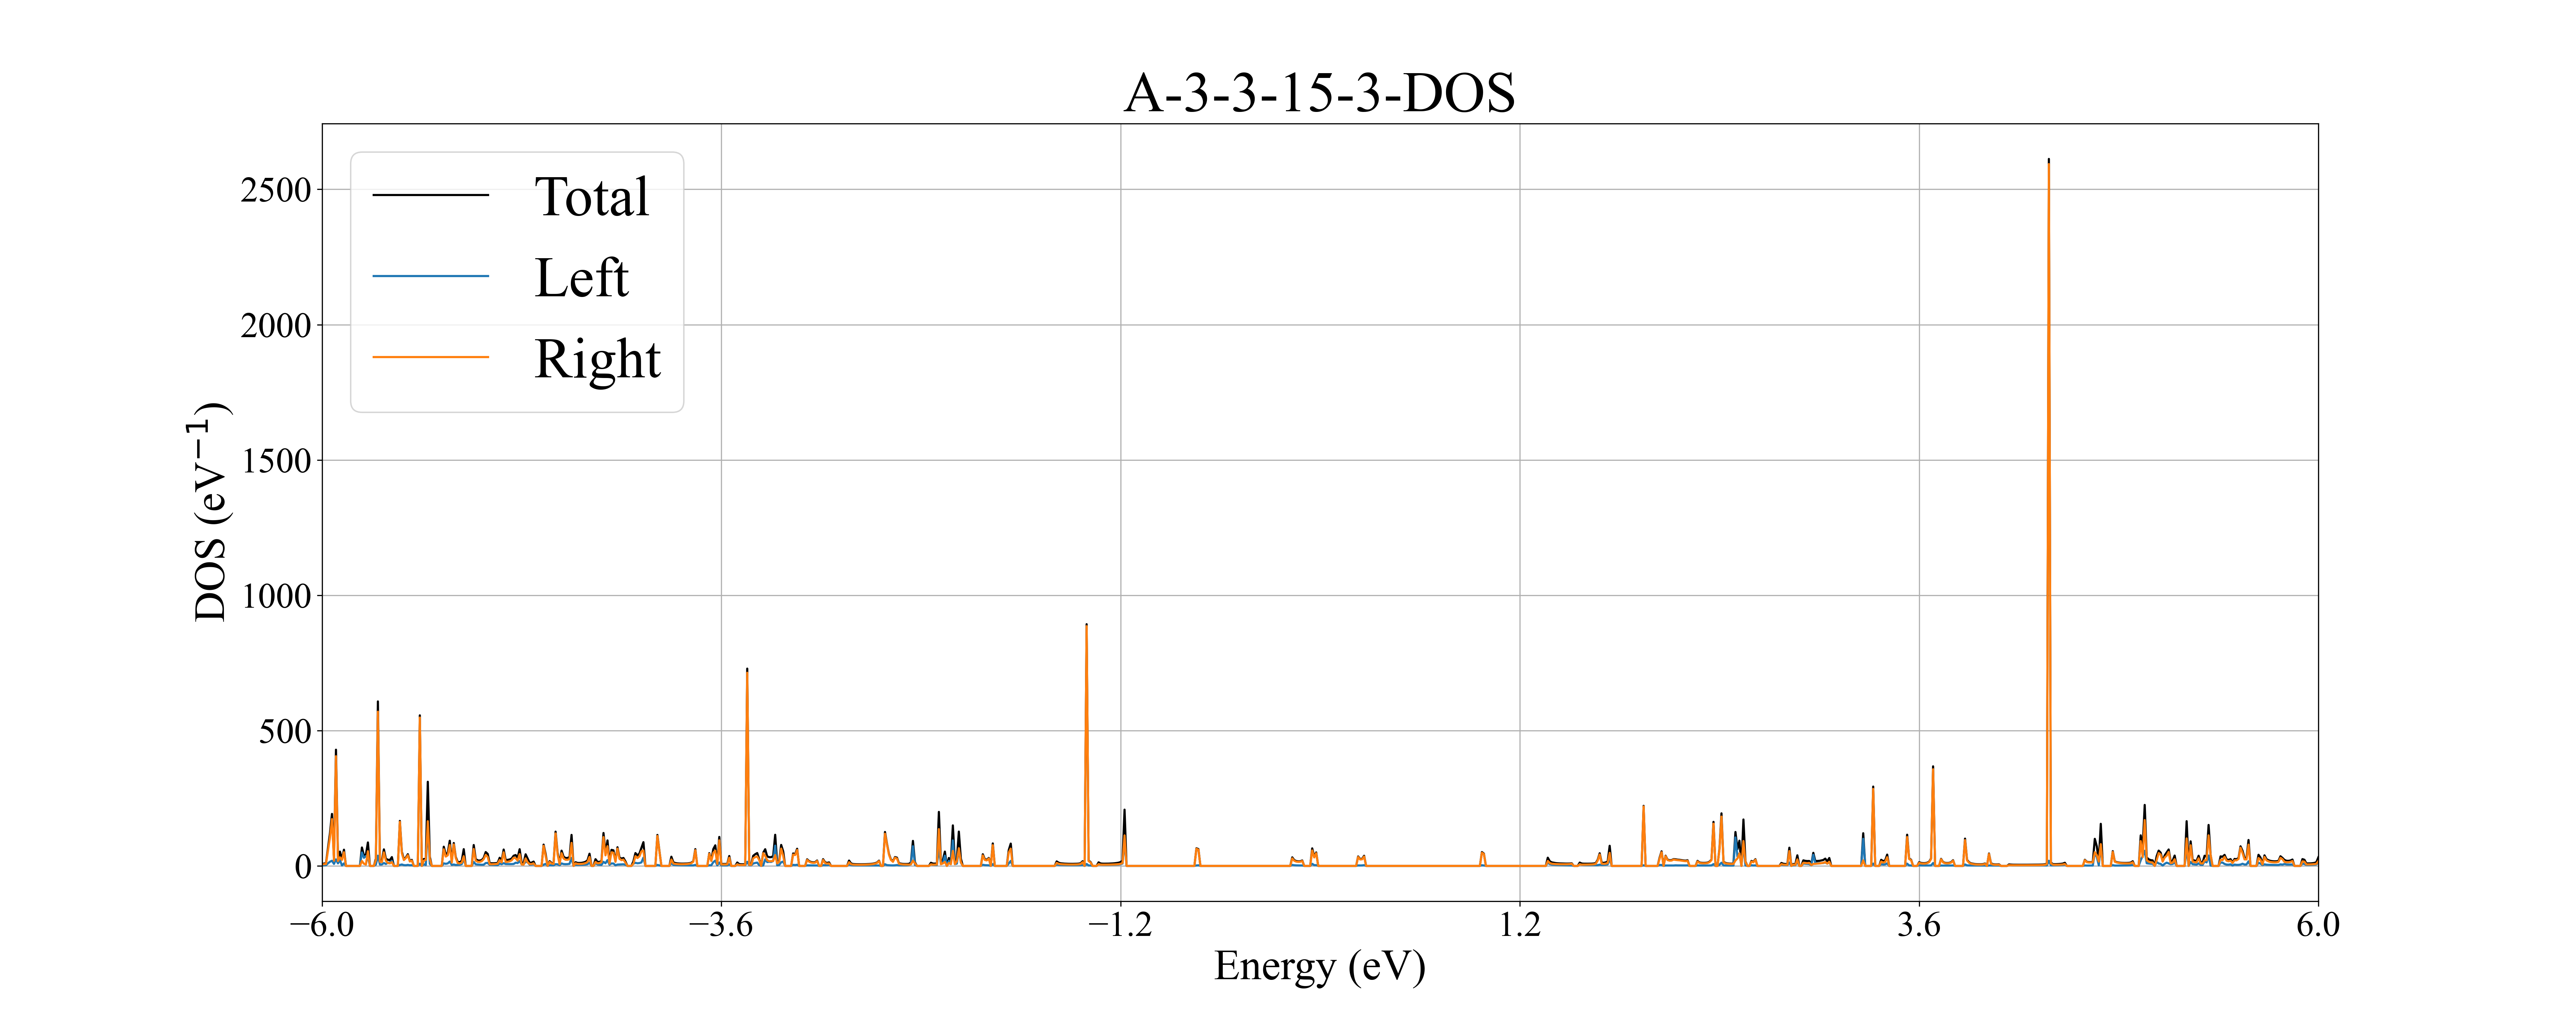 A-3-3-15-3-DOS
Total
Left
Right
2500
2000
1500
1000
500
0
DOS (eV⁻¹)
−6.0 −3.6 −1.2 1.2 3.6 6.0
Energy (eV)